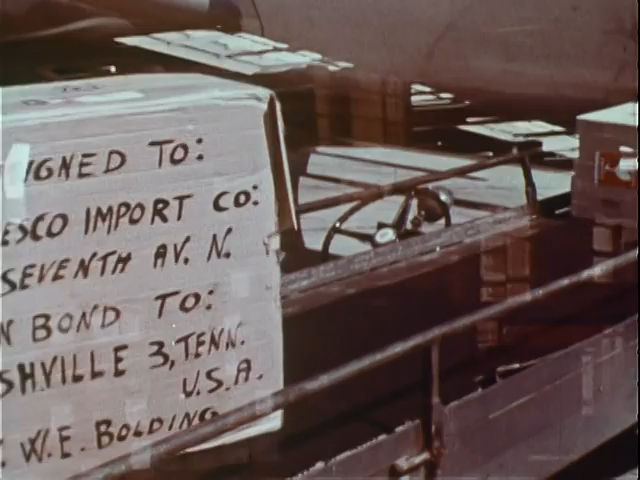 IGNED TO:
ESCO IMPORT CO:
SEVENTH AV. N.
N BOND TO:
SHVILLE 3, TENN.
U.S.A.
: W.E. BOLDING